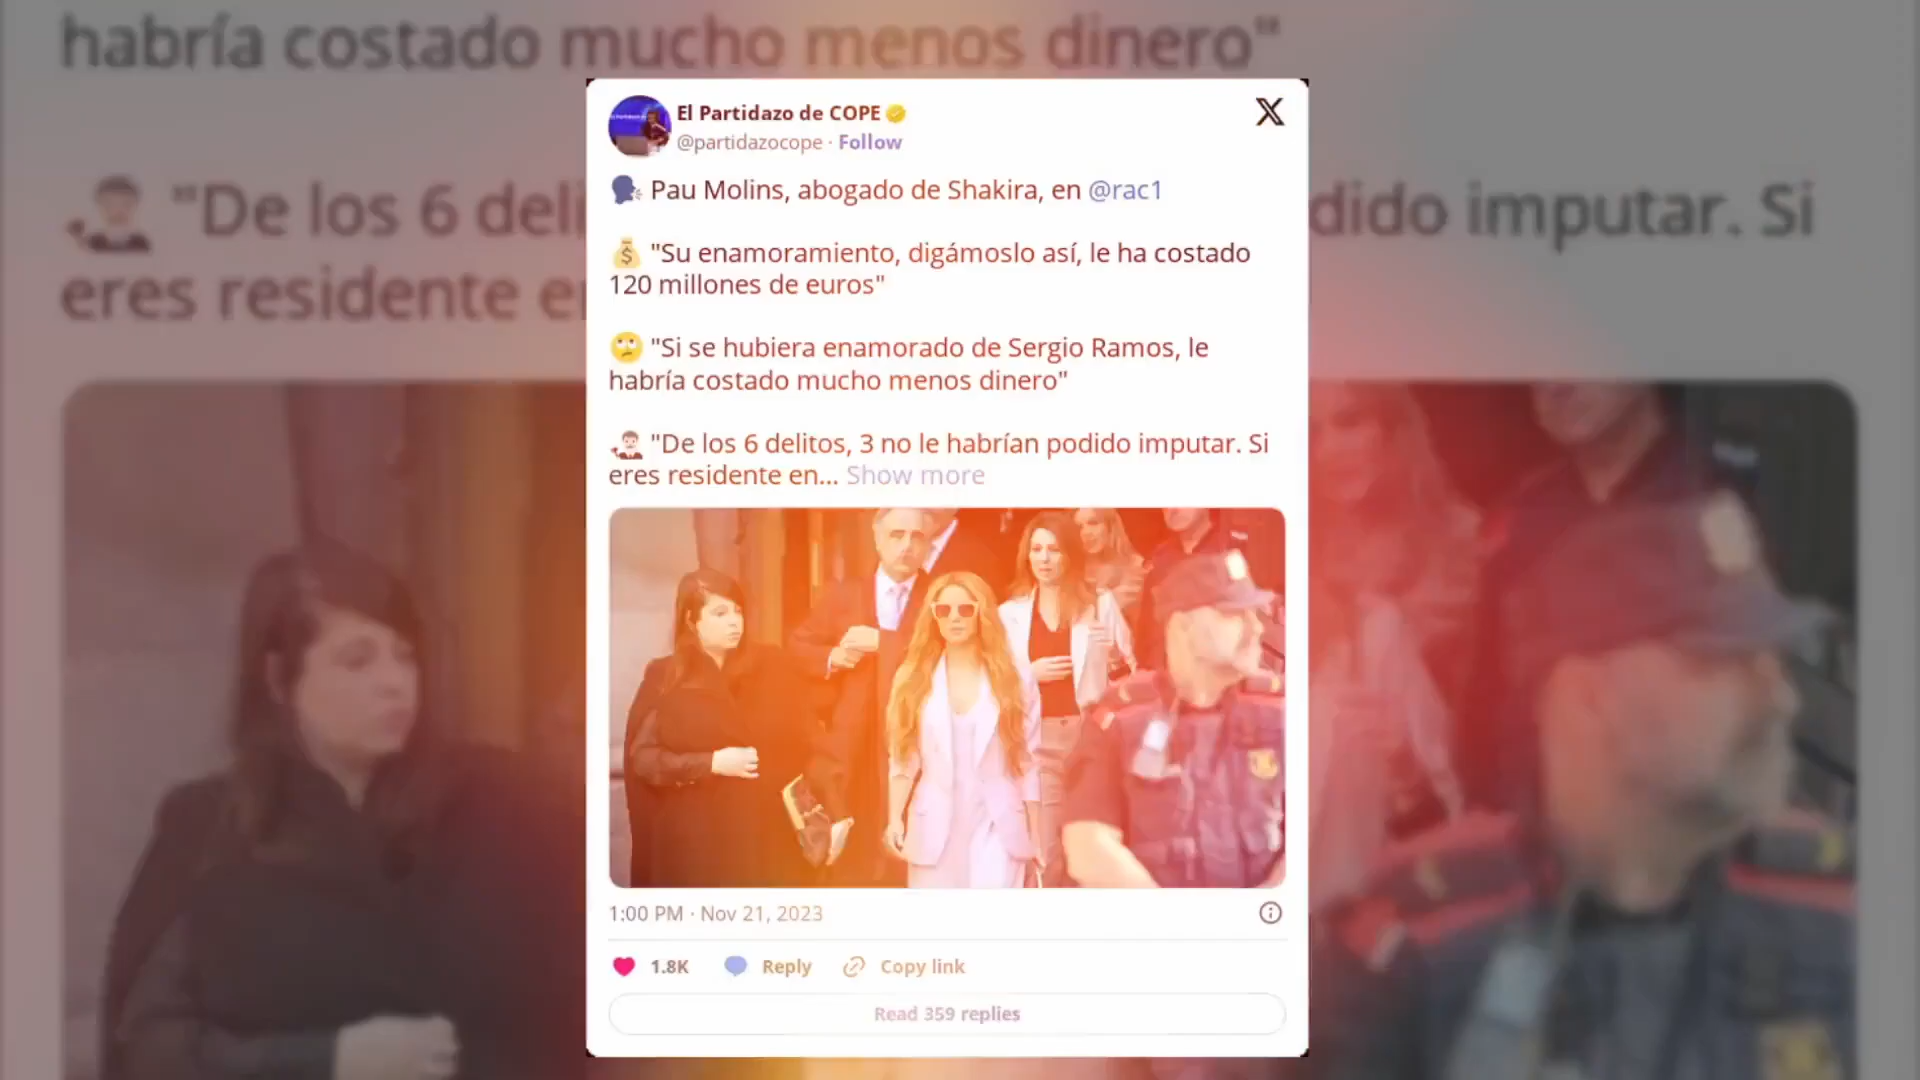 habría costado mucho menos dinero"
"De los 6 deli
dido imputar. Si
eres residente e
El Partidazo de COPE
@partidazocope · Follow
Pau Molins, abogado de Shakira, en @rac1
"Su enamoramiento, digámoslo así, le ha costado
120 millones de euros"
"Si se hubiera enamorado de Sergio Ramos, le
habría costado mucho menos dinero"
"De los 6 delitos, 3 no le habrían podido imputar. Si
eres residente en... Show more
1:00 PM · Nov 21, 2023
1.8K Reply Copy link
Read 359 replies